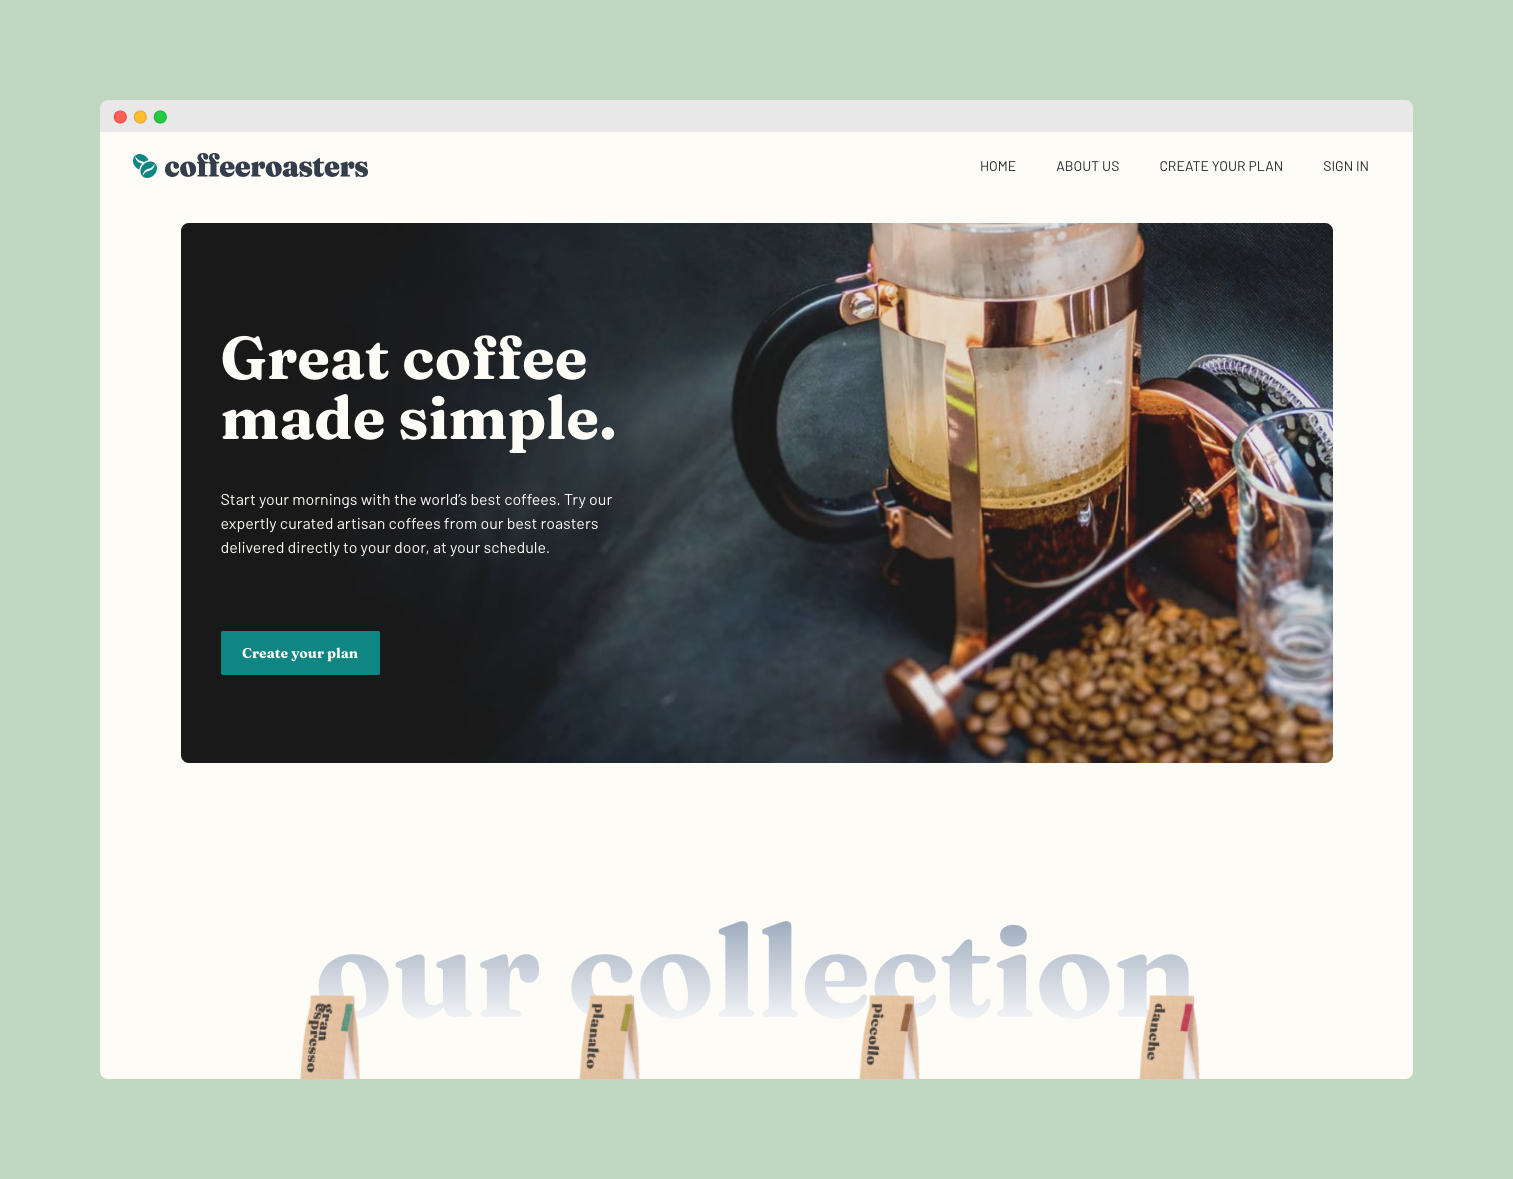 coffeeroasters
HOME
ABOUT US
CREATE YOUR PLAN
SIGN IN
Great coffee
made simple.
Start your mornings with the world's best coffees. Try our
expertly curated artisan coffees from our best roasters
delivered directly to your door, at your schedule.
Create your plan
our collection
gran
espresso
planalto
piccollo
danche